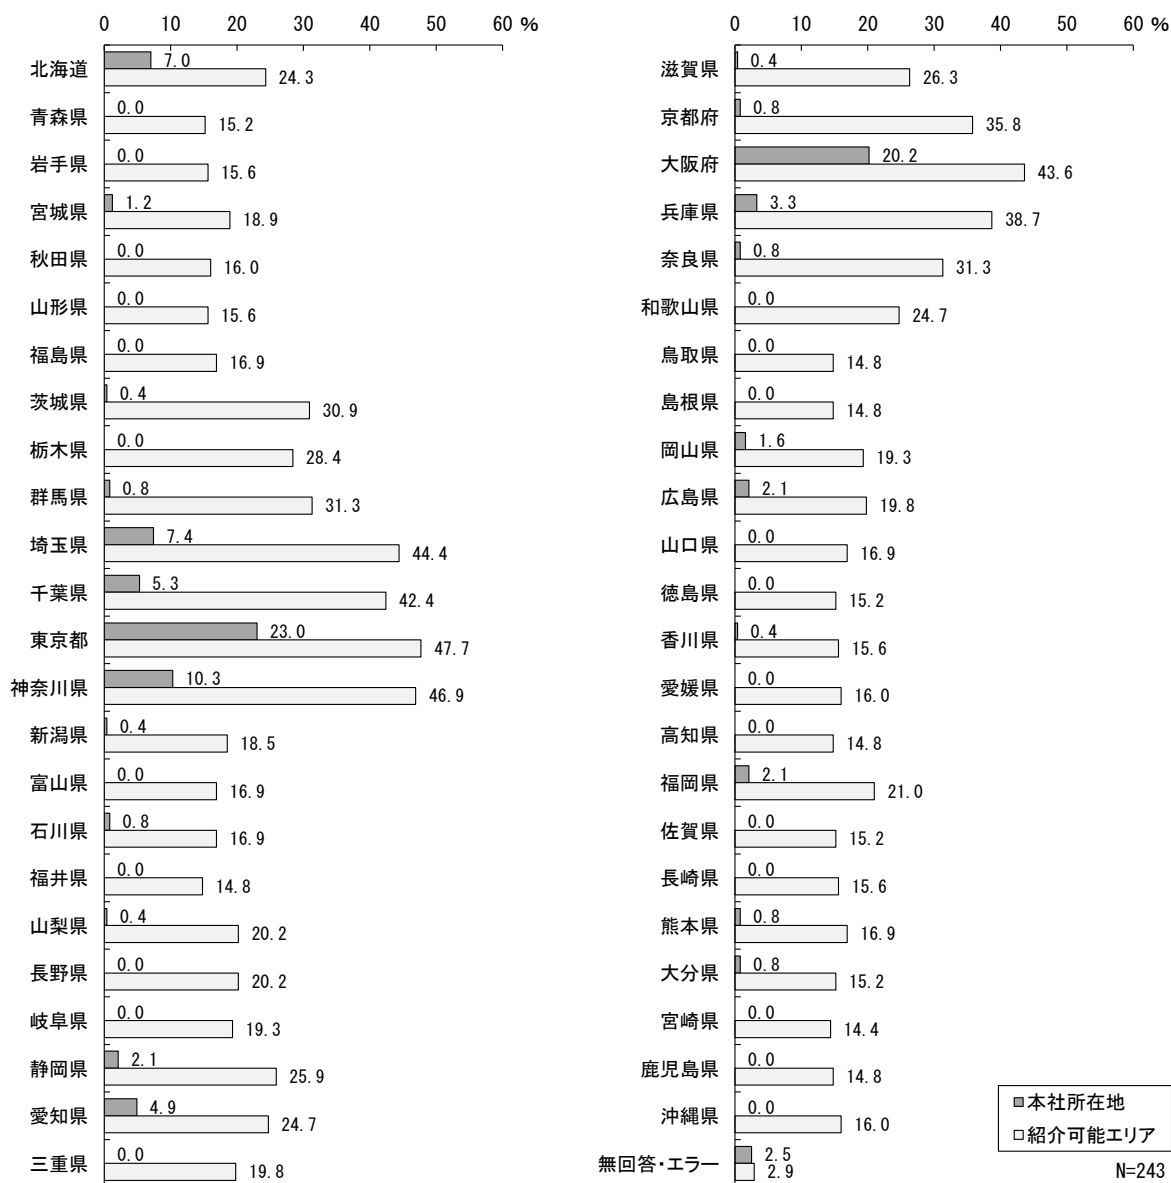 0 10 20 30 40 50 60 %
北海道 7.0 24.3
青森県 0.0 15.2
岩手県 0.0 15.6
宮城県 1.2 18.9
秋田県 0.0 16.0
山形県 0.0 15.6
福島県 0.0 16.9
茨城県 0.4 30.9
栃木県 0.0 28.4
群馬県 0.8 31.3
埼玉県 7.4 44.4
千葉県 5.3 42.4
東京都 23.0 47.7
神奈川県 10.3 46.9
新潟県 0.4 18.5
富山県 0.0 16.9
石川県 0.8 16.9
福井県 0.0 14.8
山梨県 0.4 20.2
長野県 0.0 20.2
岐阜県 0.0 19.3
静岡県 2.1 25.9
愛知県 4.9 24.7
三重県 0.0 19.8
0 10 20 30 40 50 60 %
滋賀県 0.4 26.3
京都府 0.8 35.8
大阪府 20.2 43.6
兵庫県 3.3 38.7
奈良県 0.8 31.3
和歌山県 0.0 24.7
鳥取県 0.0 14.8
島根県 0.0 14.8
岡山県 1.6 19.3
広島県 2.1 19.8
山口県 0.0 16.9
徳島県 0.0 15.2
香川県 0.4 15.6
愛媛県 0.0 16.0
高知県 0.0 14.8
福岡県 2.1 21.0
佐賀県 0.0 15.2
長崎県 0.0 15.6
熊本県 0.8 16.9
大分県 0.8 15.2
宮崎県 0.0 14.4
鹿児島県 0.0 14.8
沖縄県 0.0 16.0
無回答・エラー 2.5 2.9
本社所在地
紹介可能エリア
N=243